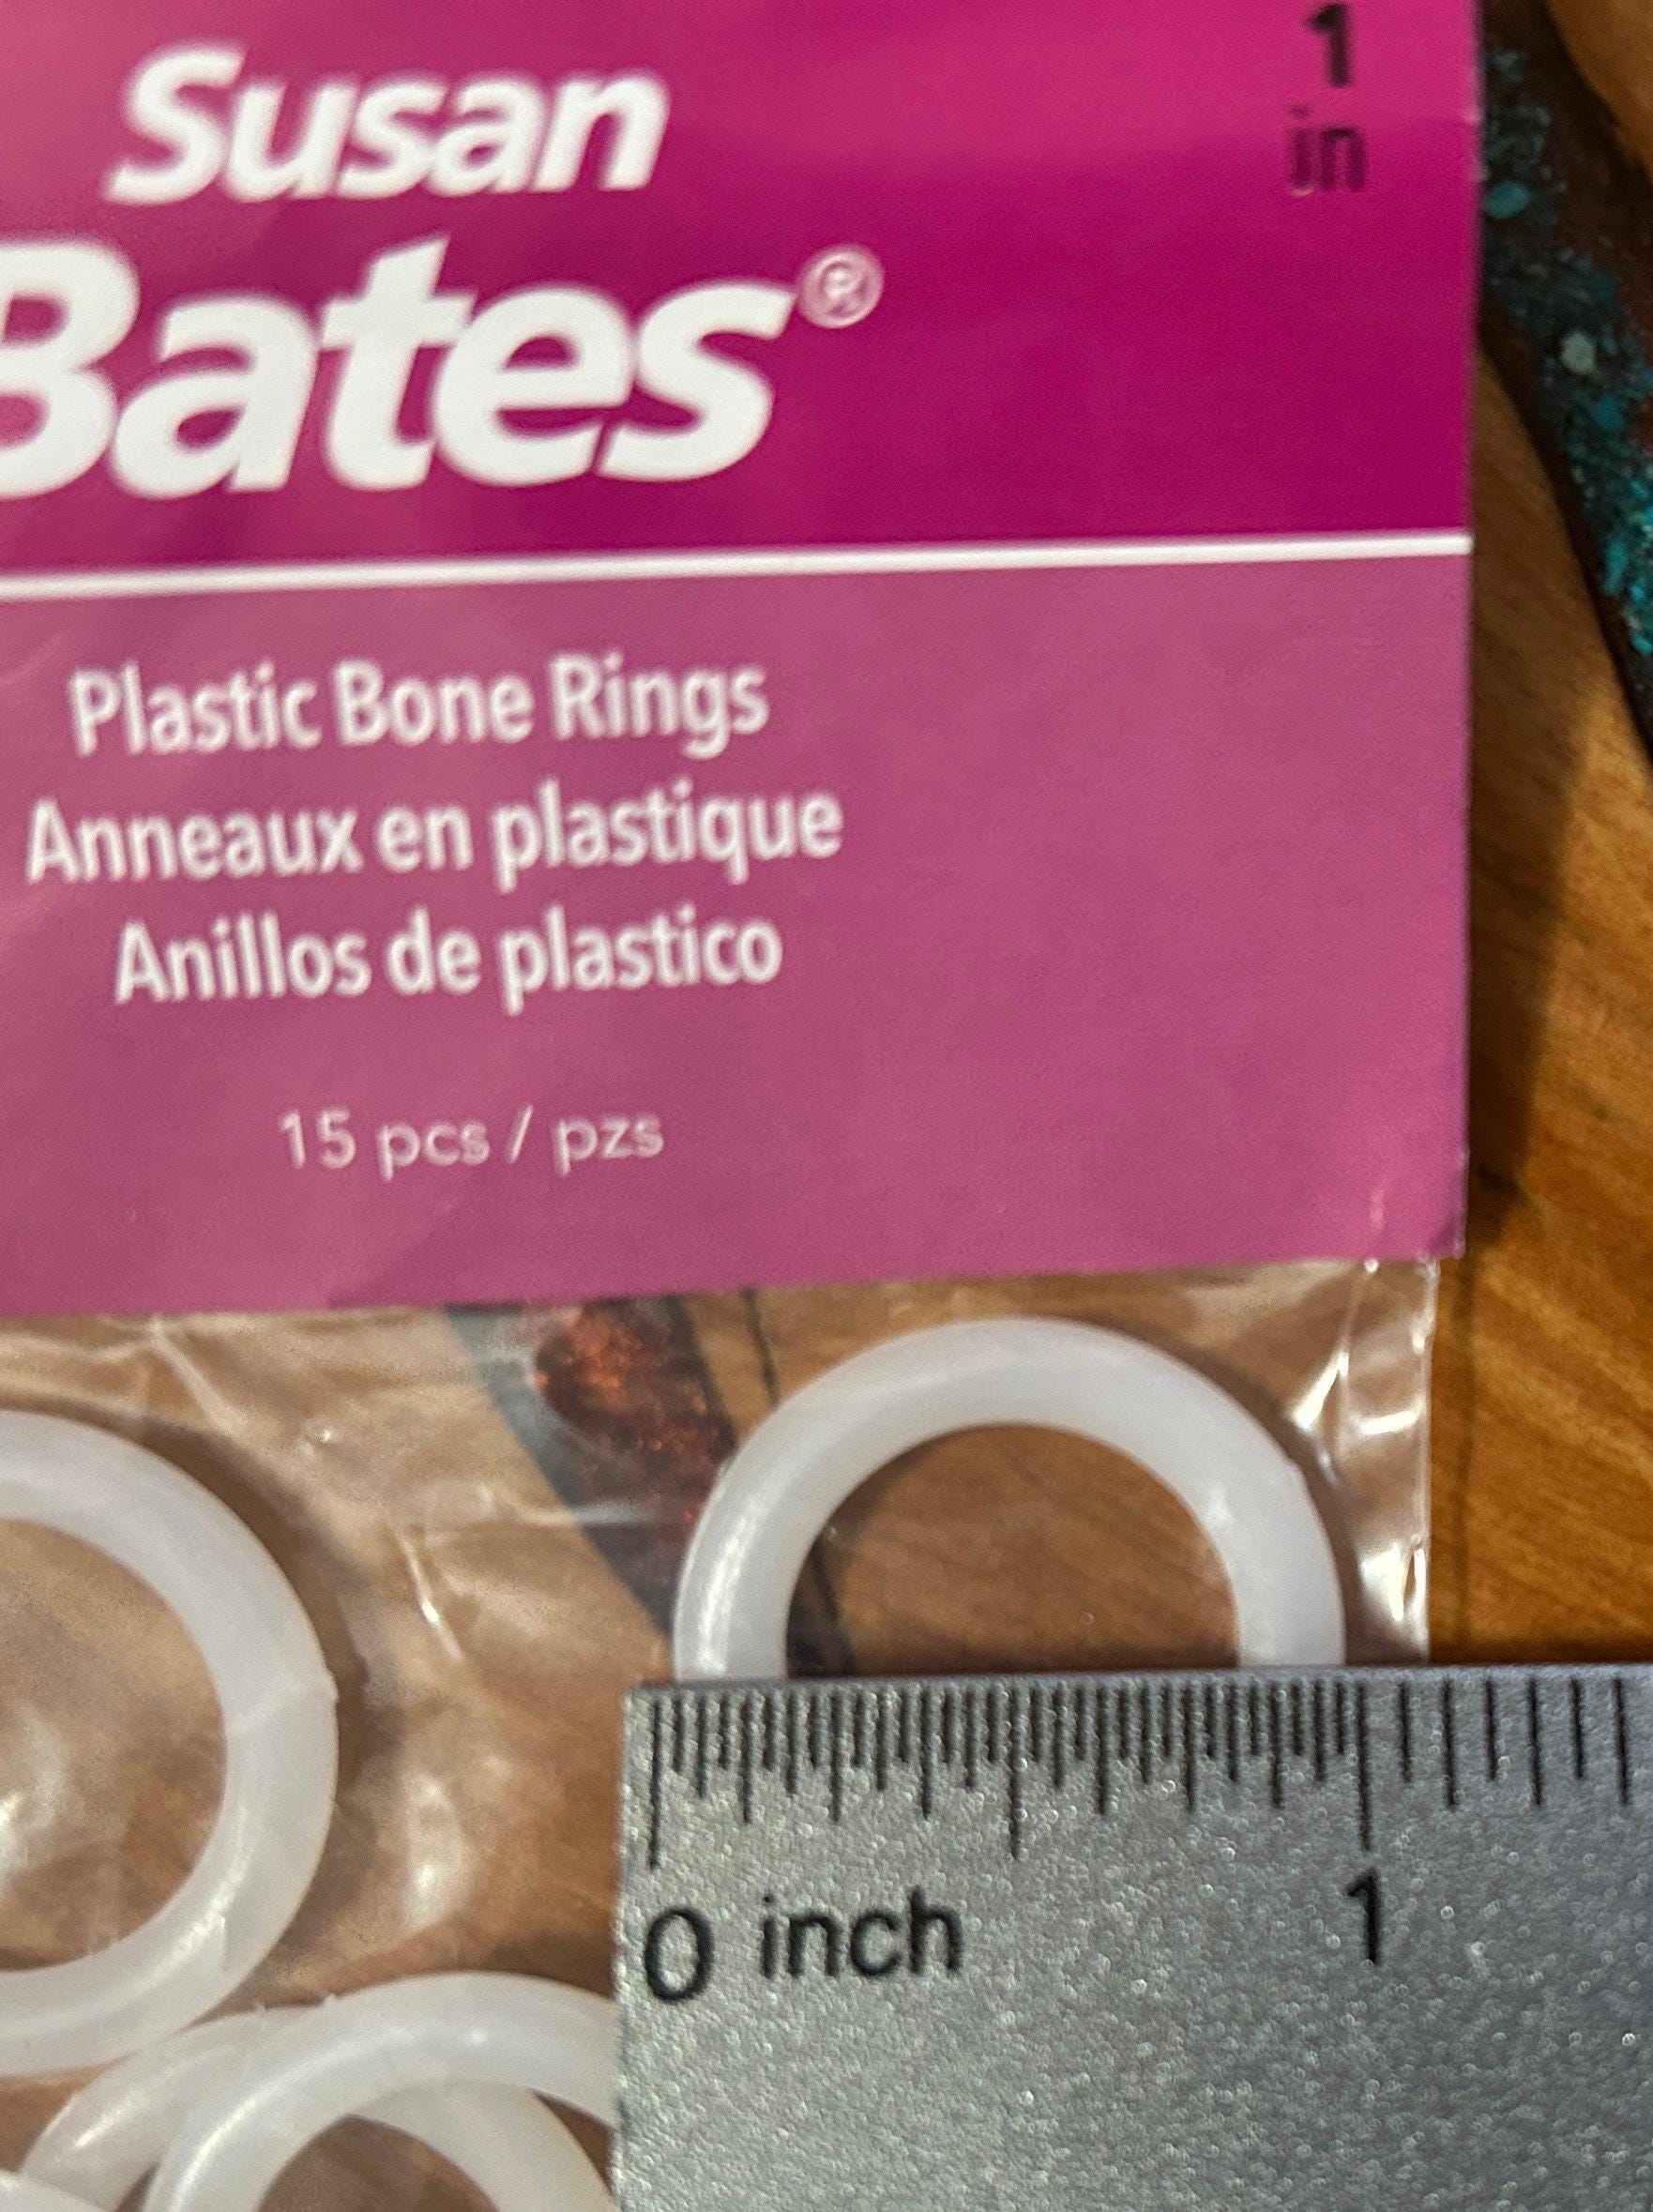 1
in
Susan
Bates®
Plastic Bone Rings
Anneaux en plastique
Anillos de plastico
15 pcs / pzs
0 inch 1